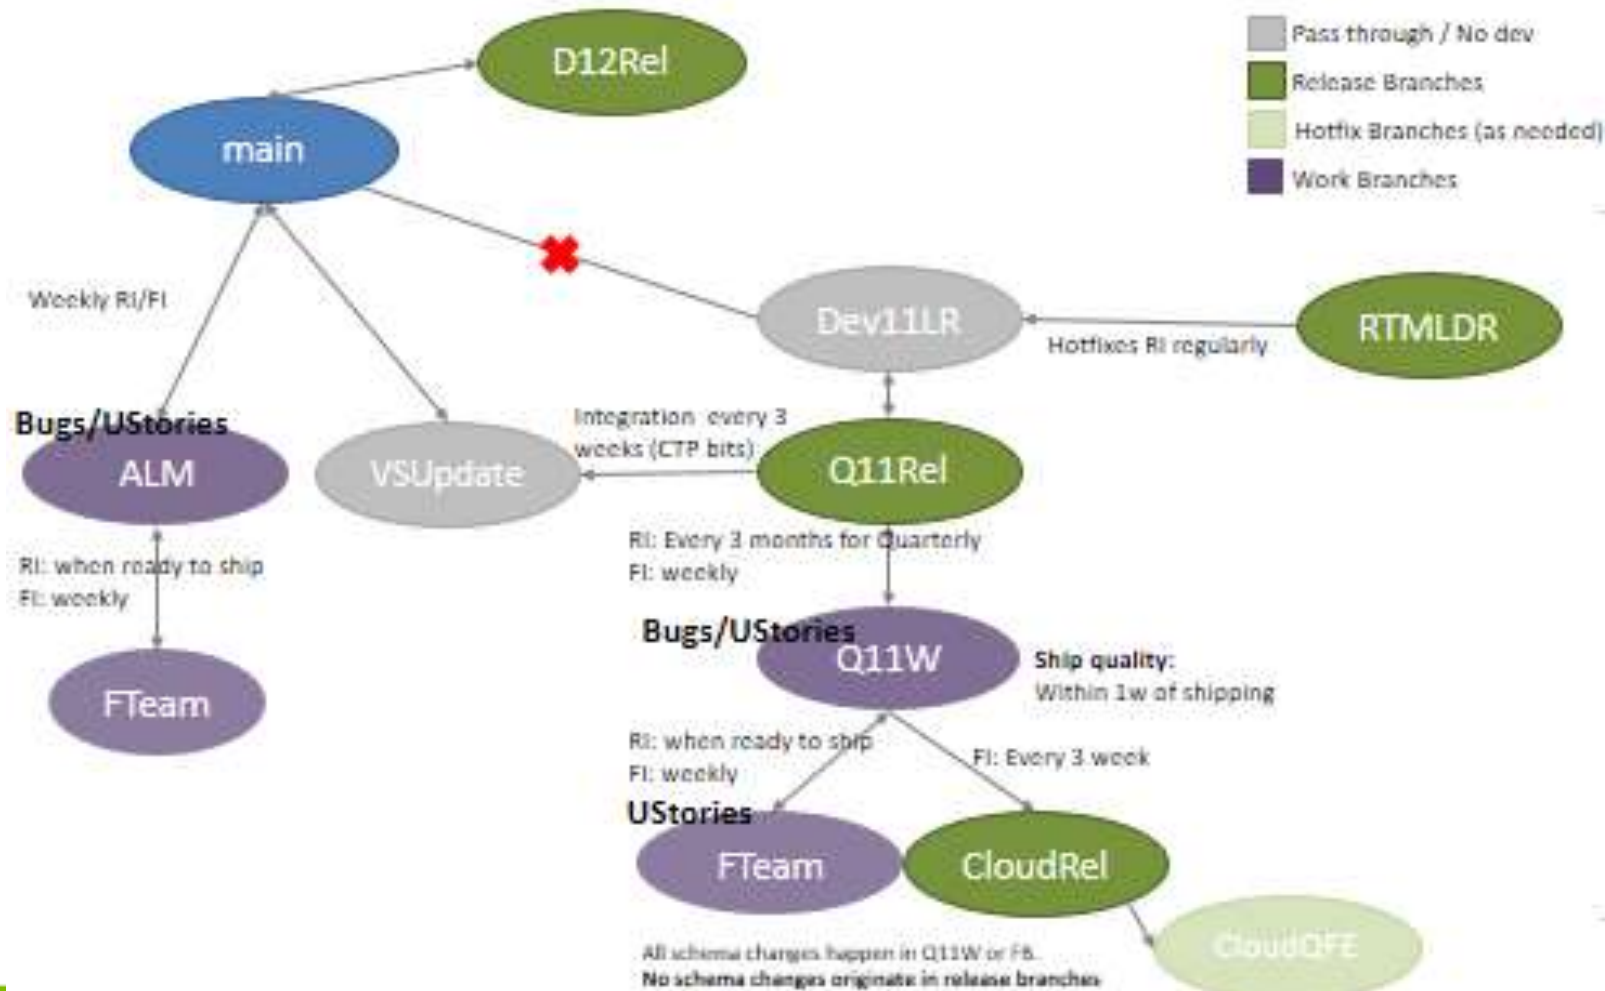 D12Rel
main
Pass through / No dev
Release Branches
Hotfix Branches (as needed)
Work Branches
Weekly RI/FI
Dev11LR
Hotfixes RI regularly
RTMLDR
Bugs/UStories
ALM
VSUpdate
Integration every 3
weeks (CTP bits)
Q11Rel
RI: when ready to ship
FI: weekly
FTeam
RI: Every 3 months for Quarterly
FI: weekly
Bugs/UStories
Q11W
Ship quality:
Within 1w of shipping
RI: when ready to ship
FI: weekly
FI: Every 3 week
UStories
FTeam
CloudRel
CloudQFE
All schema changes happen in Q11W or FB.
No schema changes originate in release branches